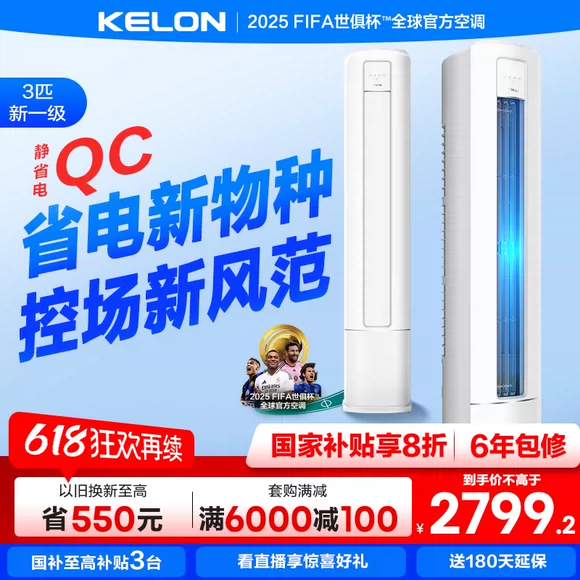 KELON | 2025 FIFA世俱杯™全球官方空调
3匹
新一级
静省电 QC
省电新物种
控场新风范
2025 FIFA世俱杯™
全球官方空调
618狂欢再续
国家补贴享8折 | 6年包修
以旧换新至高
省550元
套购满减
满6000减100
到手价不高于
¥2799.2
国补至高补贴3台
看直播享惊喜好礼
送180天延保